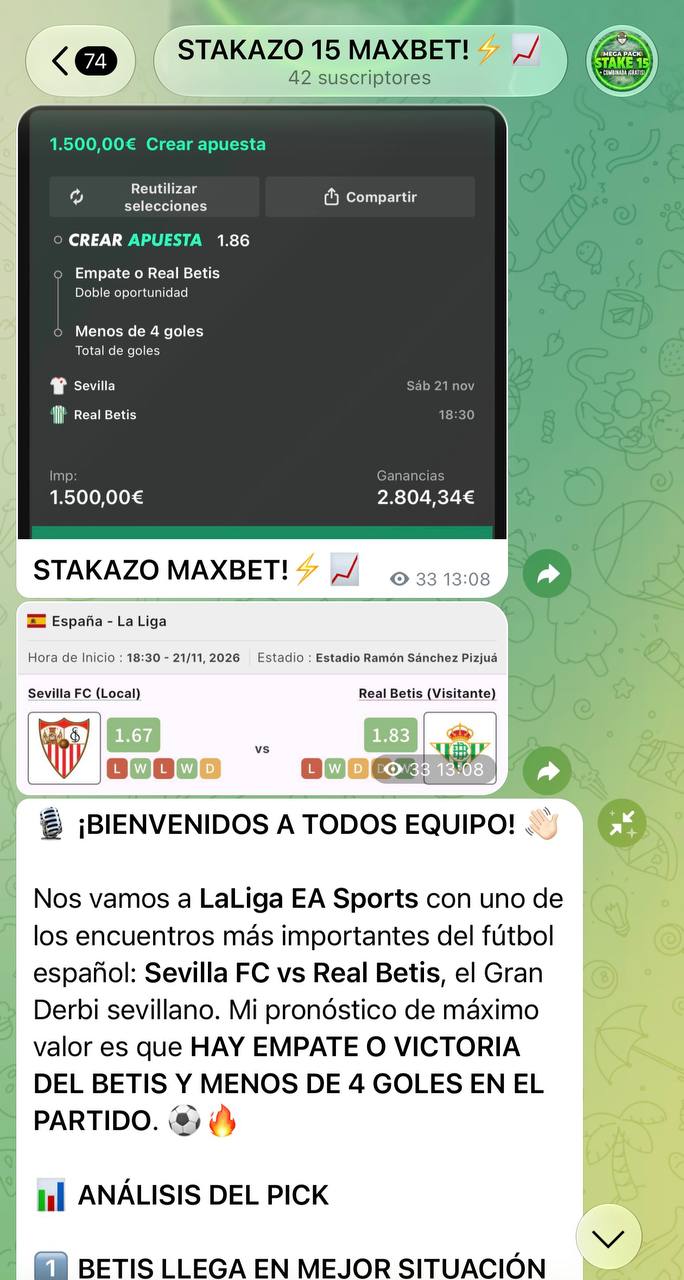 74
STAKAZO 15 MAXBET!⚡📈
42 suscriptores
MEGA PACK
STAKE 15
+ COMBINADA ¡GRATIS!
1.500,00€ Crear apuesta
Reutilizar
selecciones
Compartir
CREAR APUESTA 1.86
Empate o Real Betis
Doble oportunidad
Menos de 4 goles
Total de goles
Sevilla Sáb 21 nov
Real Betis 18:30
Imp: Ganancias
1.500,00€ 2.804,34€
STAKAZO MAXBET!⚡📈 33 13:08
España - La Liga
Hora de Inicio : 18:30 - 21/11, 2026 Estadio : Estadio Ramón Sánchez Pizjuá
Sevilla FC (Local) Real Betis (Visitante)
1.67 vs 1.83
L W L W D L W D
33 13:08
🎙️ ¡BIENVENIDOS A TODOS EQUIPO! 👋🏻
Nos vamos a LaLiga EA Sports con uno de
los encuentros más importantes del fútbol
español: Sevilla FC vs Real Betis, el Gran
Derbi sevillano. Mi pronóstico de máximo
valor es que HAY EMPATE O VICTORIA
DEL BETIS Y MENOS DE 4 GOLES EN EL
PARTIDO. ⚽🔥
📊 ANÁLISIS DEL PICK
1️⃣ BETIS LLEGA EN MEJOR SITUACIÓN